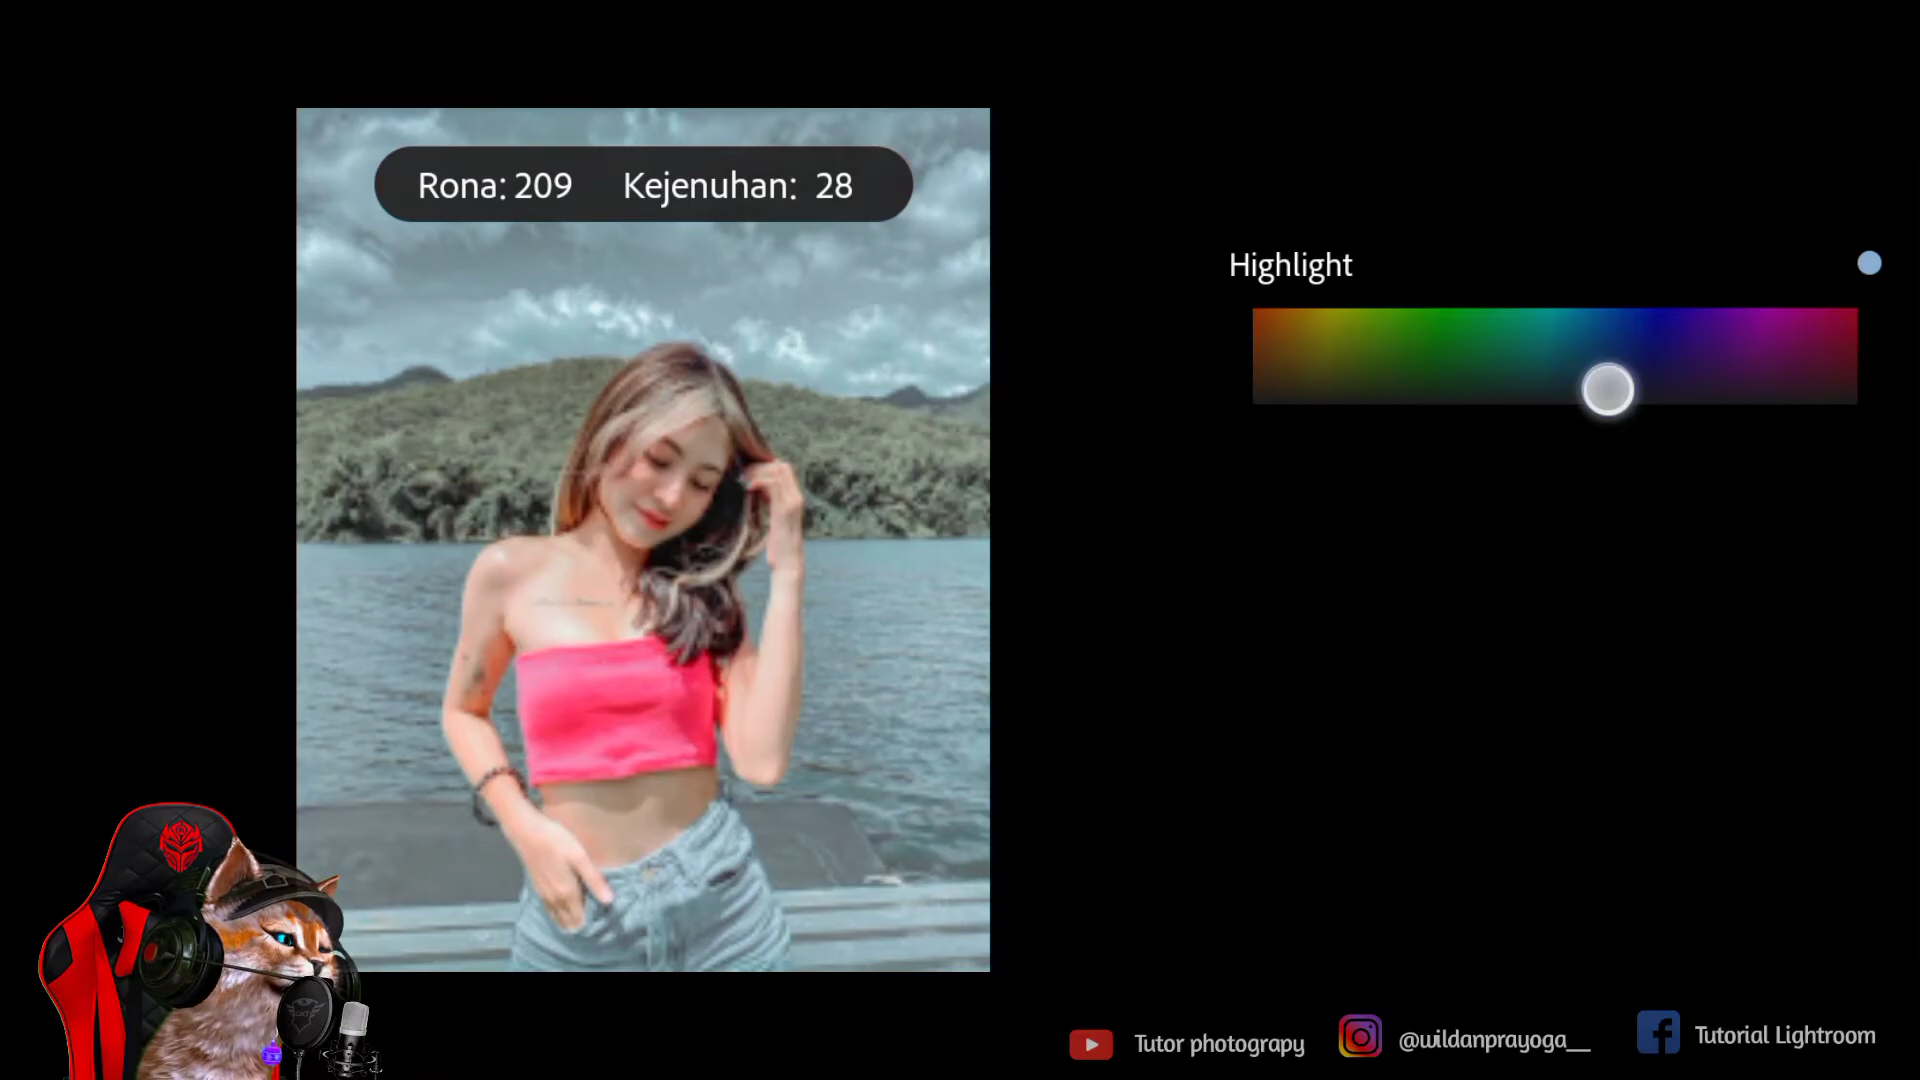 Rona: 209 Kejenuhan: 28
Highlight
Tutor photograpy @wildanprayoga__ Tutorial Lightroom